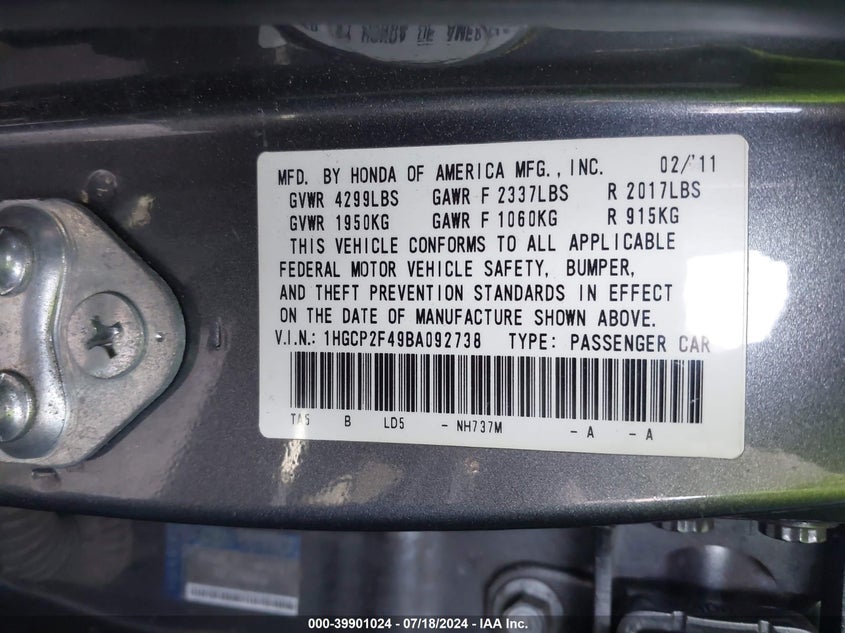 MFD. BY HONDA OF AMERICA MFG., INC. 02/'11
GVWR 4299LBS GAWR F 2337LBS R 2017LBS
GVWR 1950KG GAWR F 1060KG R 915KG
THIS VEHICLE CONFORMS TO ALL APPLICABLE
FEDERAL MOTOR VEHICLE SAFETY, BUMPER,
AND THEFT PREVENTION STANDARDS IN EFFECT
ON THE DATE OF MANUFACTURE SHOWN ABOVE.
V.I.N.: 1HGCP2F49BA092738 TYPE: PASSENGER CAR
TA5 B LD5 - NH737M - A - A
000-39901024 / 07/18/2024 - IAA Inc.